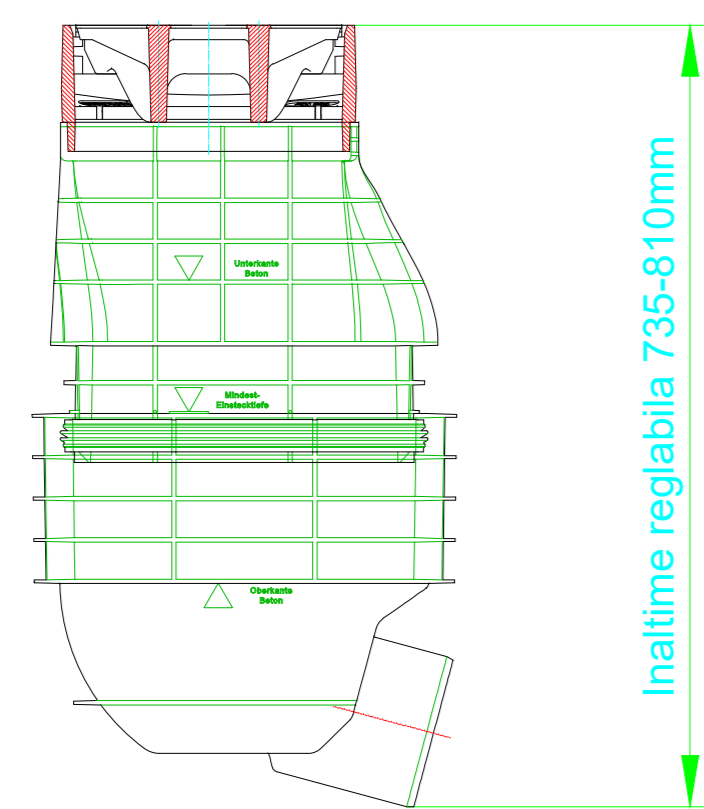 Unterkante
Beton
Mindest-
Einstecktiefe
Oberkante
Beton
Inaltime reglabila 735-810mm